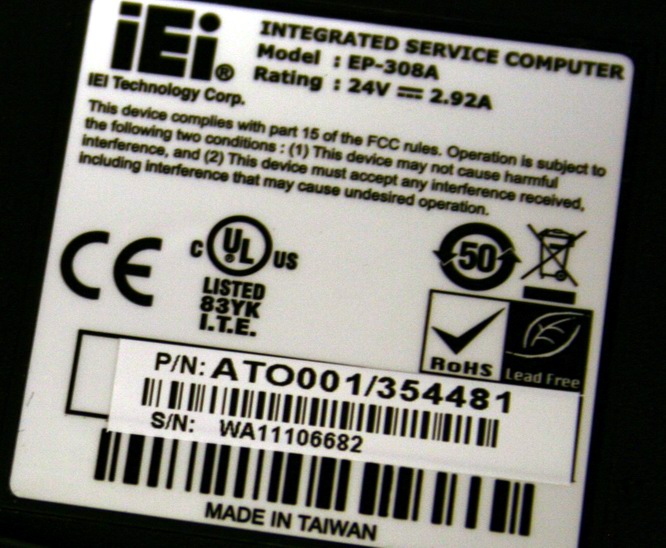 iEi®
IEI Technology Corp.
INTEGRATED SERVICE COMPUTER
Model : EP-308A
Rating : 24V ⎓ 2.92A
This device complies with part 15 of the FCC rules. Operation is subject to
the following two conditions : (1) This device may not cause harmful
interference, and (2) This device must accept any interference received,
including interference that may cause undesired operation.
CE
C UL® US
LISTED
83YK
I.T.E.
50
RoHS
Lead Free
P/N: ATO001/354481
S/N: WA11106682
MADE IN TAIWAN